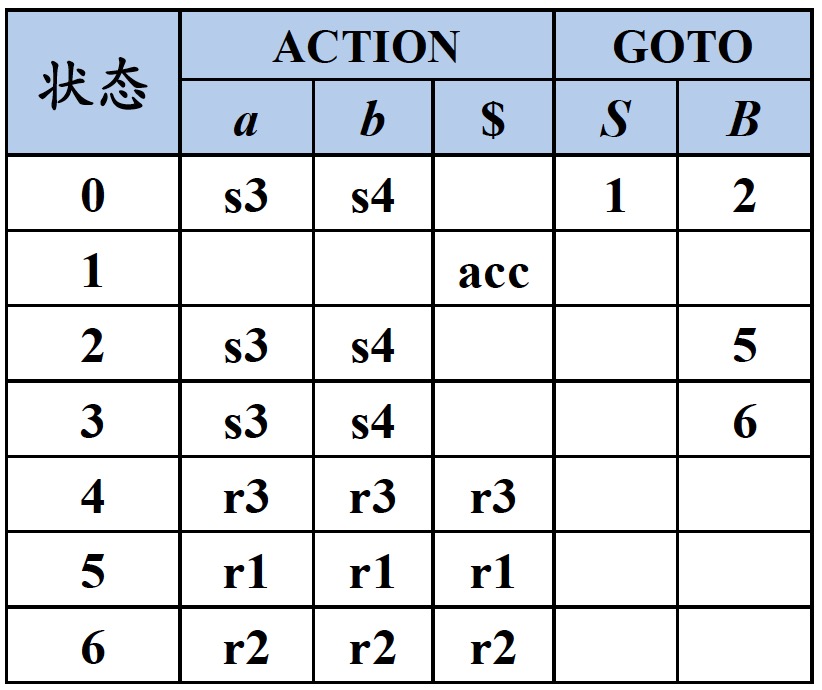 状态 ACTION GOTO
a b $ S B
0 s3 s4 1 2
1 acc
2 s3 s4 5
3 s3 s4 6
4 r3 r3 r3
5 r1 r1 r1
6 r2 r2 r2